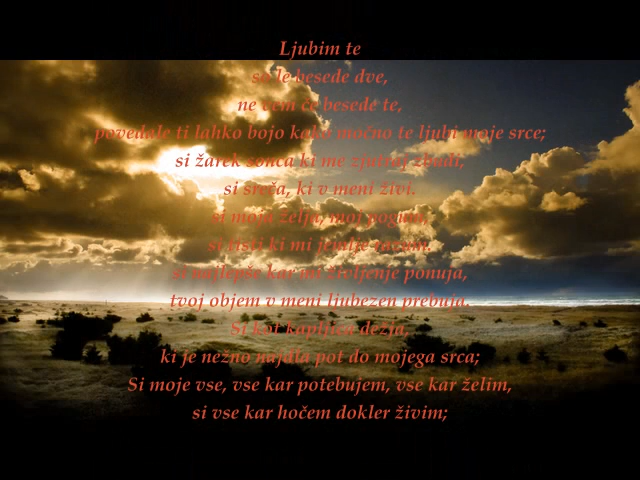 Ljubim te
so le besede dve,
ne vem če besede te,
povedale ti lahko bojo kako močno te ljubi moje srce;
si žarek sonca ki me zjutraj zbudi,
si sreča, ki v meni živi.
si moja želja, moj pogum,
si tisti ki mi jemlje razum.
si najlepše kar mi življenje ponuja,
tvoj objem v meni ljubezen prebuja.
Si kot kapljica dežja,
ki je nežno najdla pot do mojega srca;
Si moje vse, vse kar potebujem, vse kar želim,
si vse kar hočem dokler živim;